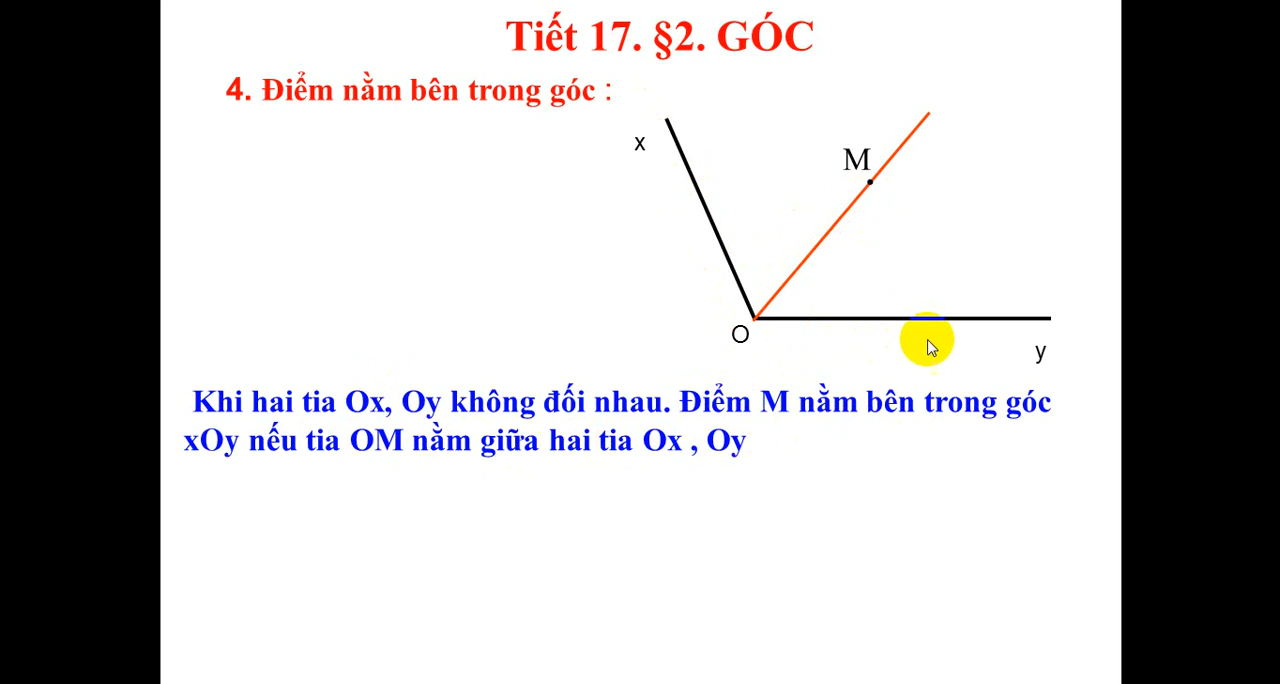 Tiết 17. §2. GÓC
4. Điểm nằm bên trong góc :
x
M
O
y
Khi hai tia Ox, Oy không đối nhau. Điểm M nằm bên trong góc
xOy nếu tia OM nằm giữa hai tia Ox , Oy